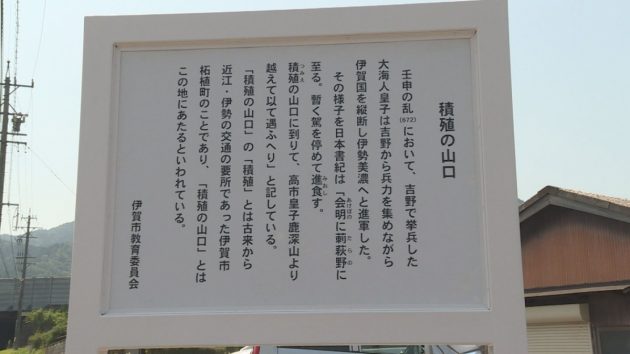 積殖の山口
壬申の乱(672)において、吉野で挙兵した
大海人皇子は吉野から兵力を集めながら
伊賀国を縦断し伊勢美濃へと進軍した。
その様子を日本書紀は「会明に莿萩野に
至る。暫く駕を停めて進食す。
積殖の山口に到りて、高市皇子鹿深山より
越えて以て遇ふへり」と記している。
「積殖の山口」の「積殖」とは古来から
近江・伊勢の交通の要所であった伊賀市
柘植町のことであり、「積殖の山口」とは
この地にあたるといわれている。
伊賀市教育委員会